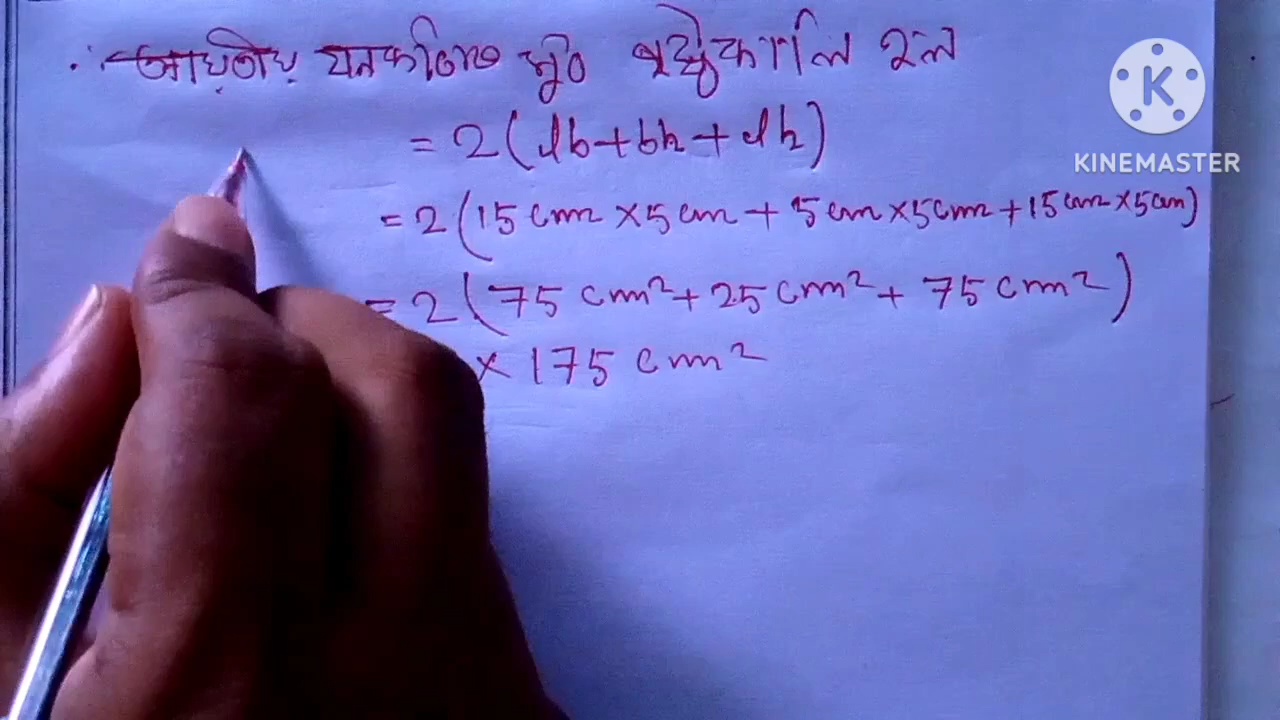 ∴ আয়তীয় ঘনকটিৰ মুঠ পৃষ্ঠকালি হ'ল
= 2 (lb + bh + lh)
= 2 (15 cm × 5 cm + 5 cm × 5 cm + 15 cm × 5 cm)
= 2 (75 cm² + 25 cm² + 75 cm²)
× 175 cm²
K
KINEMASTER